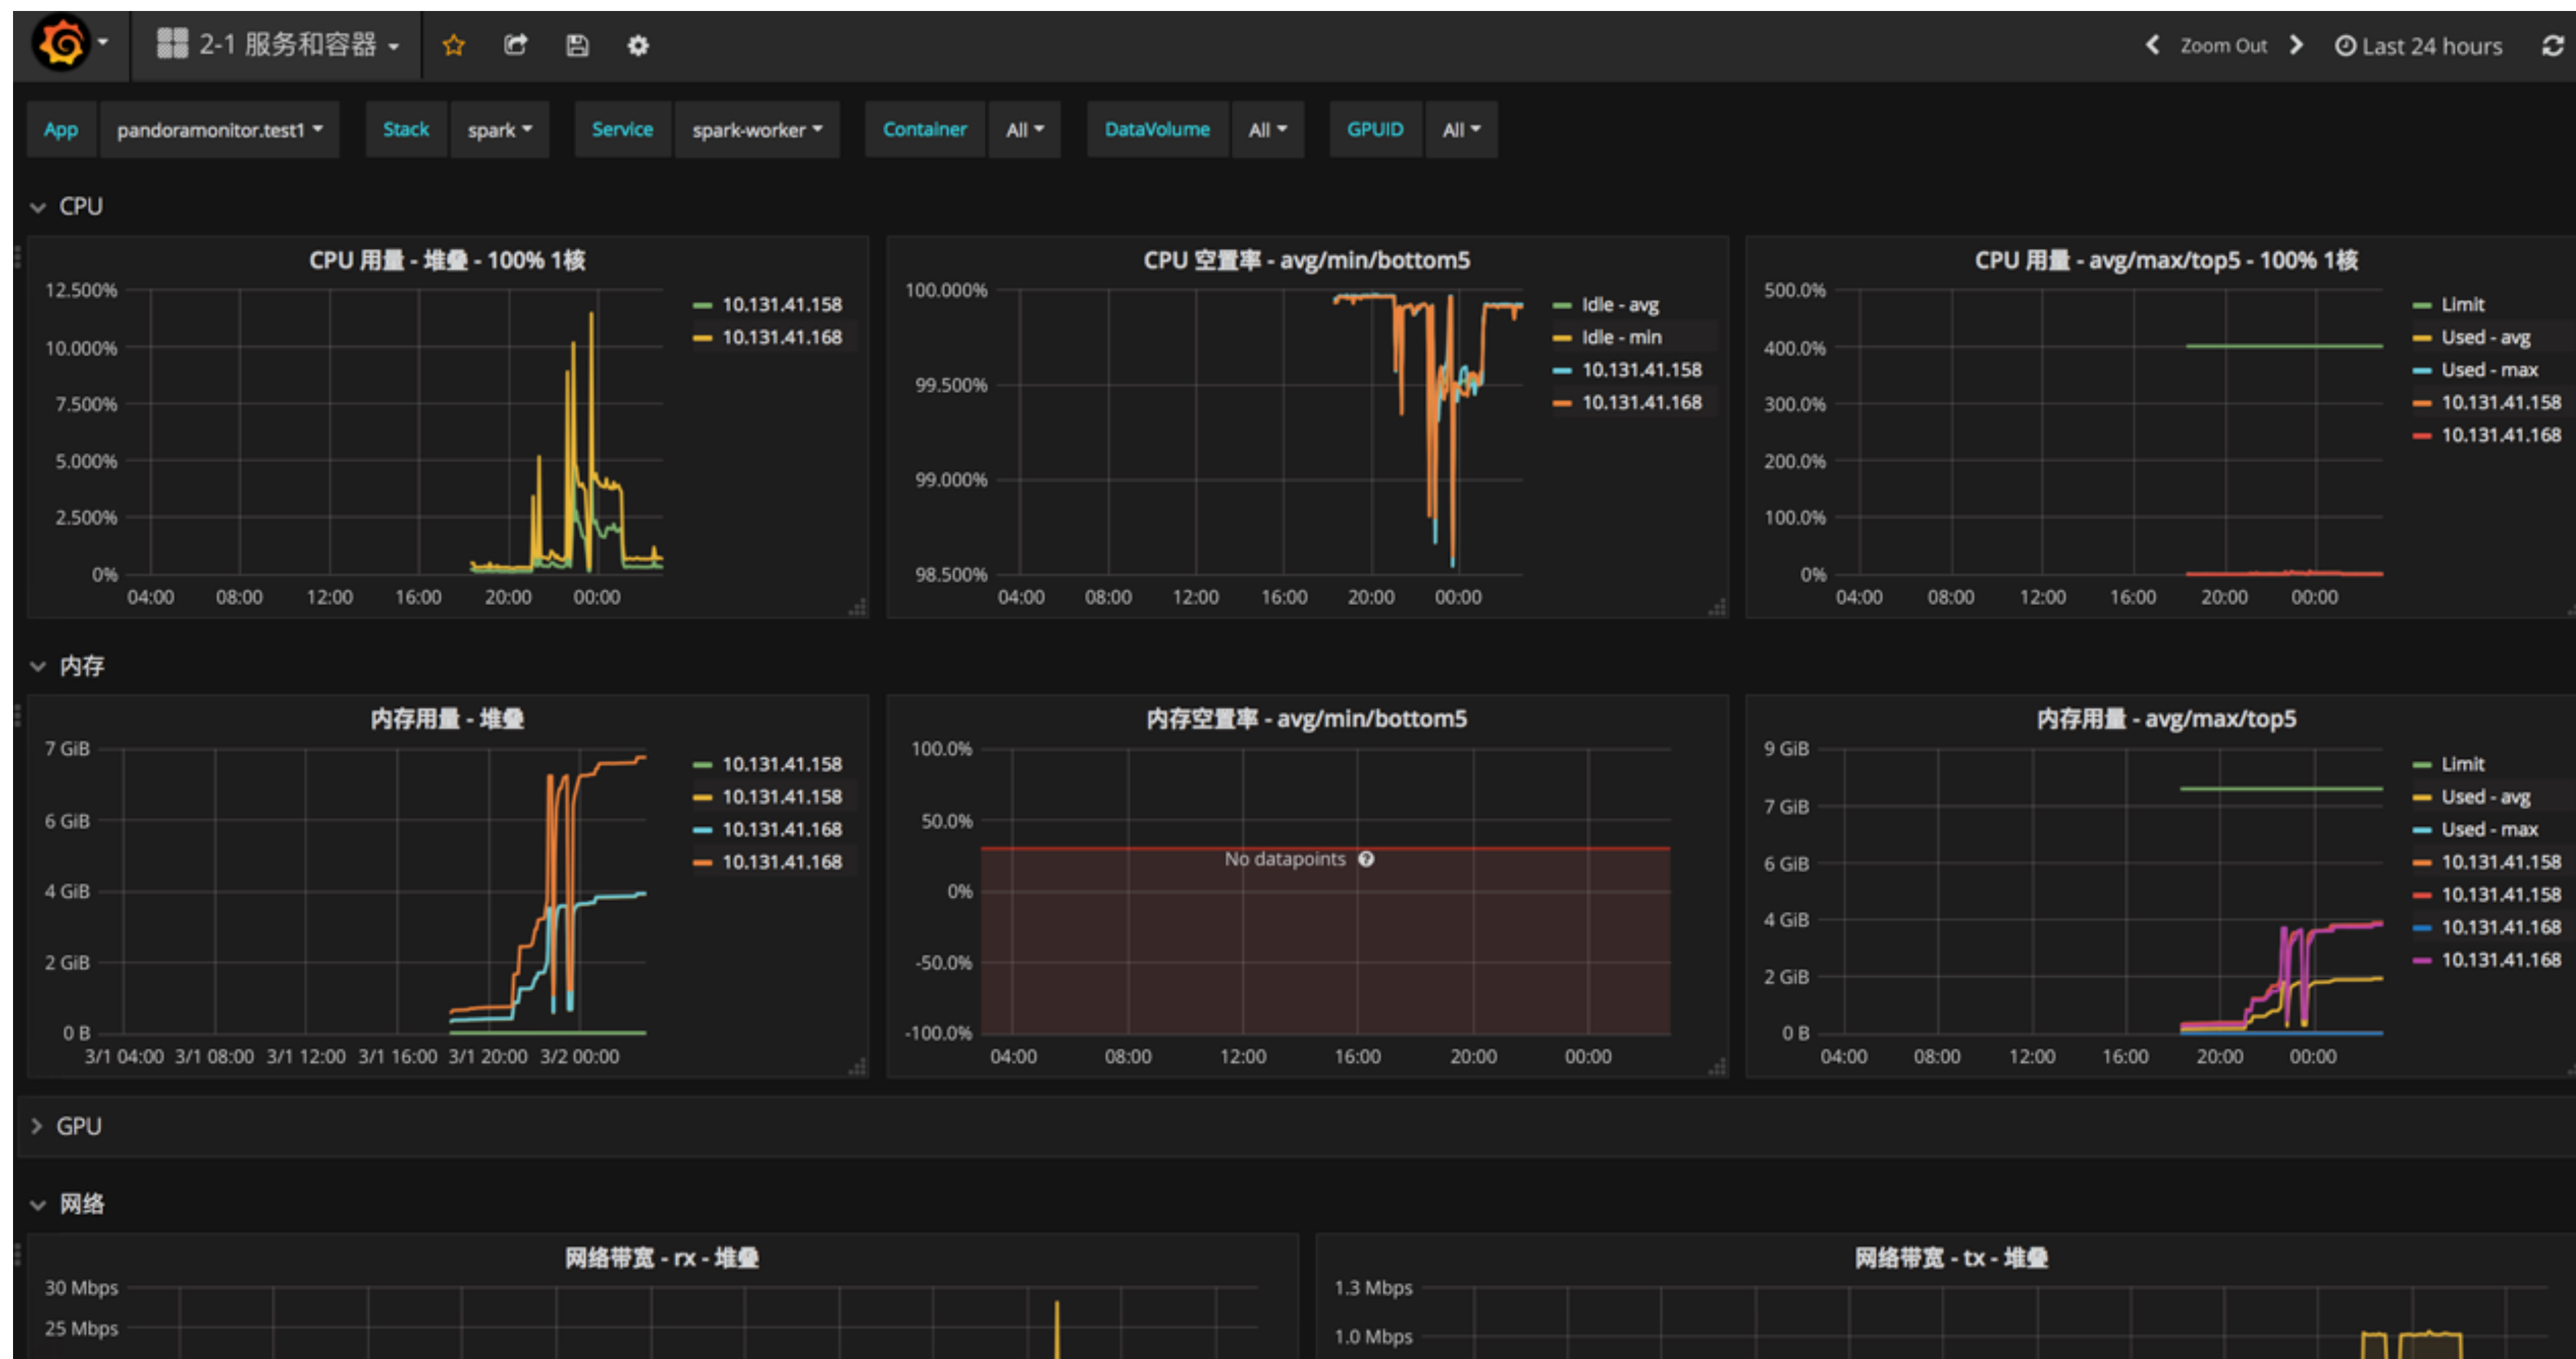 2-1 服务和容器
Zoom Out
Last 24 hours
App pandoramonitor.test1 Stack spark Service spark-worker Container All DataVolume All GPUID All
CPU
CPU 用量 - 堆叠 - 100% 1核
12.500%
10.000%
7.500%
5.000%
2.500%
0%
04:00 08:00 12:00 16:00 20:00 00:00
10.131.41.158
10.131.41.168
CPU 空置率 - avg/min/bottom5
100.000%
99.500%
99.000%
98.500%
04:00 08:00 12:00 16:00 20:00 00:00
Idle - avg
Idle - min
10.131.41.158
10.131.41.168
CPU 用量 - avg/max/top5 - 100% 1核
500.0%
400.0%
300.0%
200.0%
100.0%
0%
04:00 08:00 12:00 16:00 20:00 00:00
Limit
Used - avg
Used - max
10.131.41.158
10.131.41.168
内存
内存用量 - 堆叠
7 GiB
6 GiB
4 GiB
2 GiB
0 B
3/1 04:00 3/1 08:00 3/1 12:00 3/1 16:00 3/1 20:00 3/2 00:00
10.131.41.158
10.131.41.158
10.131.41.168
10.131.41.168
内存空置率 - avg/min/bottom5
100.0%
50.0%
No datapoints
0%
-50.0%
-100.0%
04:00 08:00 12:00 16:00 20:00 00:00
内存用量 - avg/max/top5
9 GiB
7 GiB
6 GiB
4 GiB
2 GiB
0 B
04:00 08:00 12:00 16:00 20:00 00:00
Limit
Used - avg
Used - max
10.131.41.158
10.131.41.158
10.131.41.168
10.131.41.168
GPU
网络
网络带宽 - rx - 堆叠
30 Mbps
25 Mbps
网络带宽 - tx - 堆叠
1.3 Mbps
1.0 Mbps